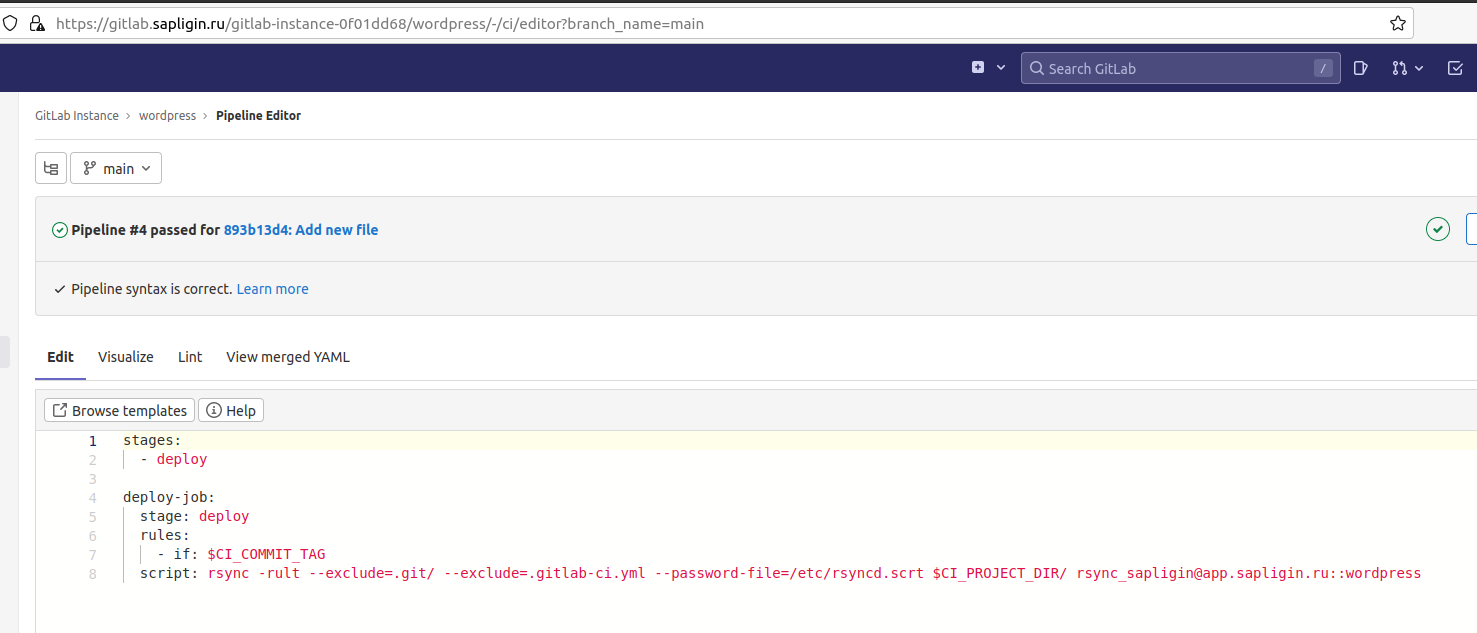 https://gitlab.sapligin.ru/gitlab-instance-0f01dd68/wordpress/-/ci/editor?branch_name=main
Search GitLab /
GitLab Instance › wordpress › Pipeline Editor
main
Pipeline #4 passed for 893b13d4: Add new file
Pipeline syntax is correct. Learn more
Edit Visualize Lint View merged YAML
Browse templates Help
1 stages:
2 - deploy
3
4 deploy-job:
5 stage: deploy
6 rules:
7 - if: $CI_COMMIT_TAG
8 script: rsync -rult --exclude=.git/ --exclude=.gitlab-ci.yml --password-file=/etc/rsyncd.scrt $CI_PROJECT_DIR/ rsync_sapligin@app.sapligin.ru::wordpress